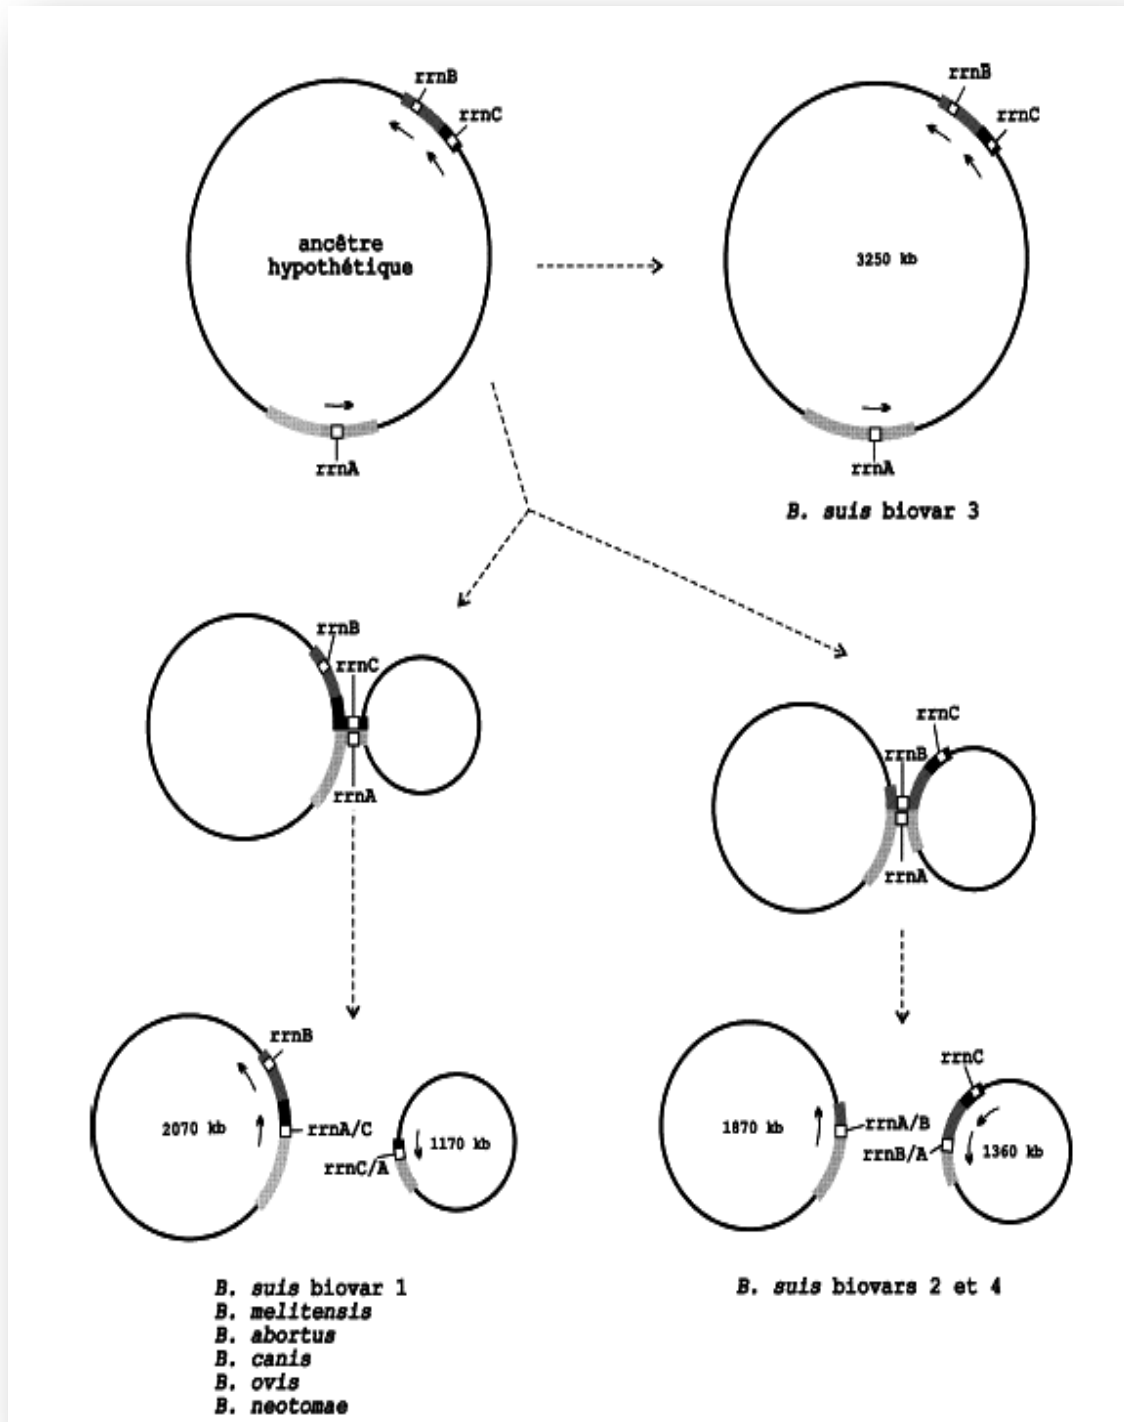 rrnB
rrnC
ancêtre
hypothétique
rrnA
rrnB
rrnC
3250 kb
rrnA
B. suis biovar 3
rrnB
rrnC
rrnA
rrnC
rrnB
rrnA
rrnB
2070 kb
rrnA/C
rrnC/A
1170 kb
rrnC
1870 kb
rrnA/B
rrnB/A
1360 kb
B. suis biovar 1
B. melitensis
B. abortus
B. canis
B. ovis
B. neotomae
B. suis biovars 2 et 4